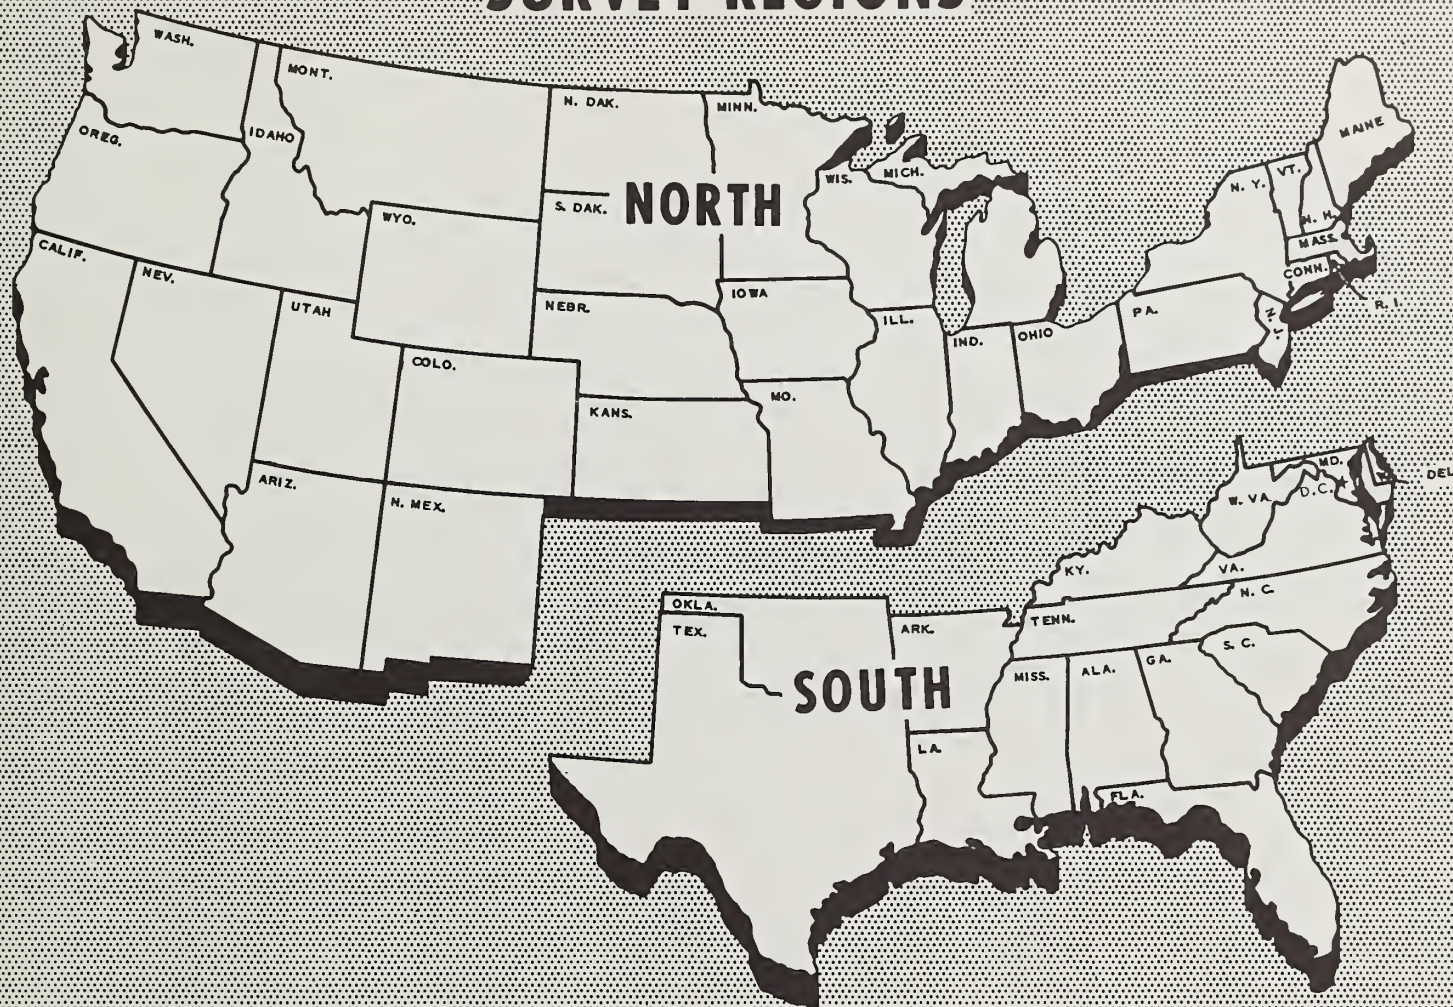 SURVEY REGIONS
WASH.
MONT.
N. DAK.
MINN.
OREG.
IDAHO
MAINE
WIS.
MICH.
N. Y.
VT.
S. DAK.
NORTH
WYO.
N. H.
MASS.
CALIF.
NEV.
CONN.
R. I.
UTAH
NEBR.
IOWA
ILL.
IND.
OHIO
PA.
N. J.
COLO.
KANS.
MO.
ARIZ.
N. MEX.
MD.
DEL
W. VA.
D.C.
KY.
VA.
N. C.
OKLA.
TEX.
ARK.
TENN.
S. C.
SOUTH
MISS.
ALA.
GA.
LA.
FLA.